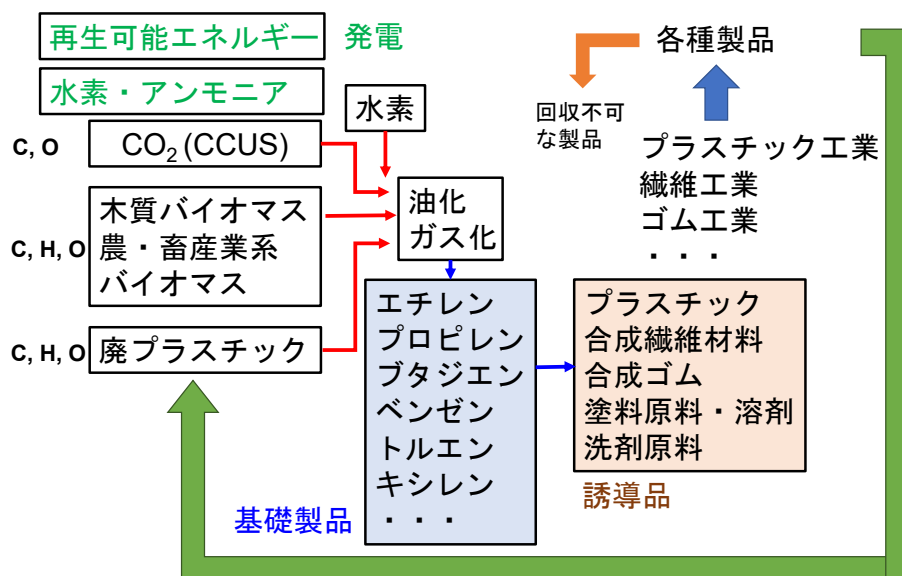 再生可能エネルギー 発電
水素・アンモニア
水素
C, O
CO2 (CCUS)
C, H, O
木質バイオマス
農・畜産業系
バイオマス
C, H, O
廃プラスチック
油化
ガス化
エチレン
プロピレン
ブタジエン
ベンゼン
トルエン
キシレン
・・・
基礎製品
各種製品
回収不可
な製品
プラスチック工業
繊維工業
ゴム工業
・・・
プラスチック
合成繊維材料
合成ゴム
塗料原料・溶剤
洗剤原料
誘導品